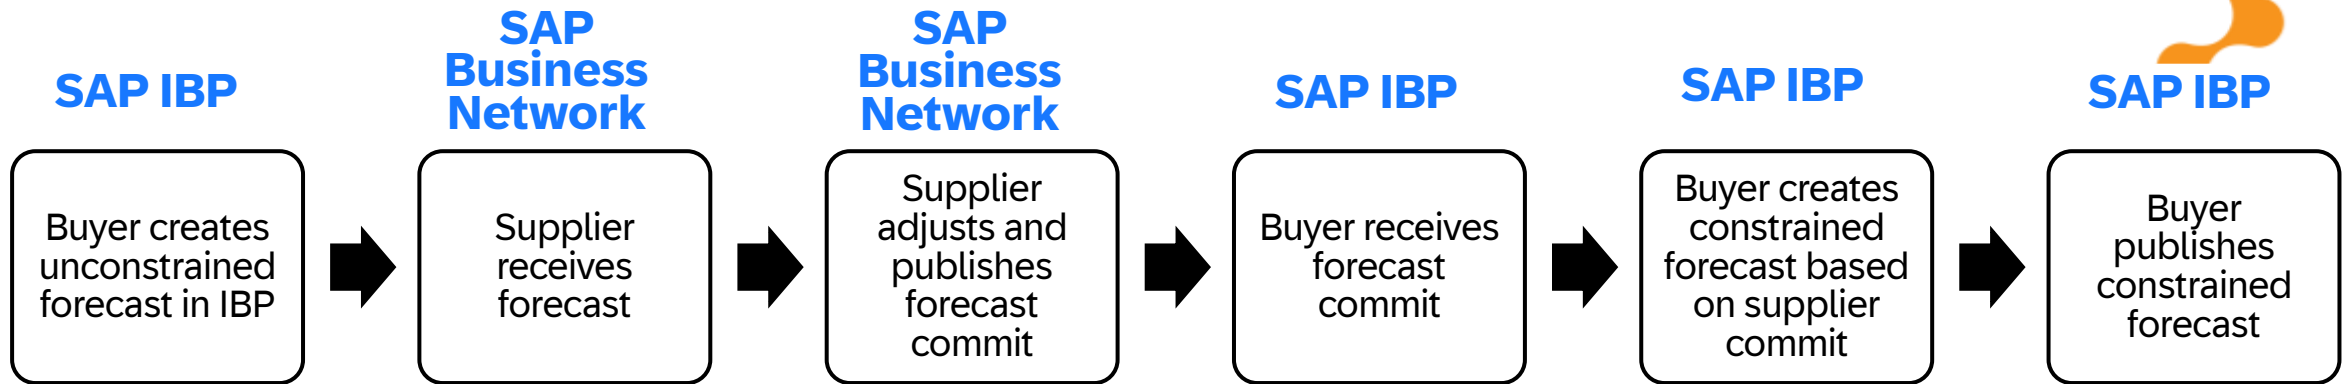 SAP IBP
Buyer creates
unconstrained
forecast in IBP
SAP
Business
Network
Supplier
receives
forecast
SAP
Business
Network
Supplier
adjusts and
publishes
forecast
commit
SAP IBP
Buyer receives
forecast
commit
SAP IBP
Buyer creates
constrained
forecast based
on supplier
commit
SAP IBP
Buyer
publishes
constrained
forecast